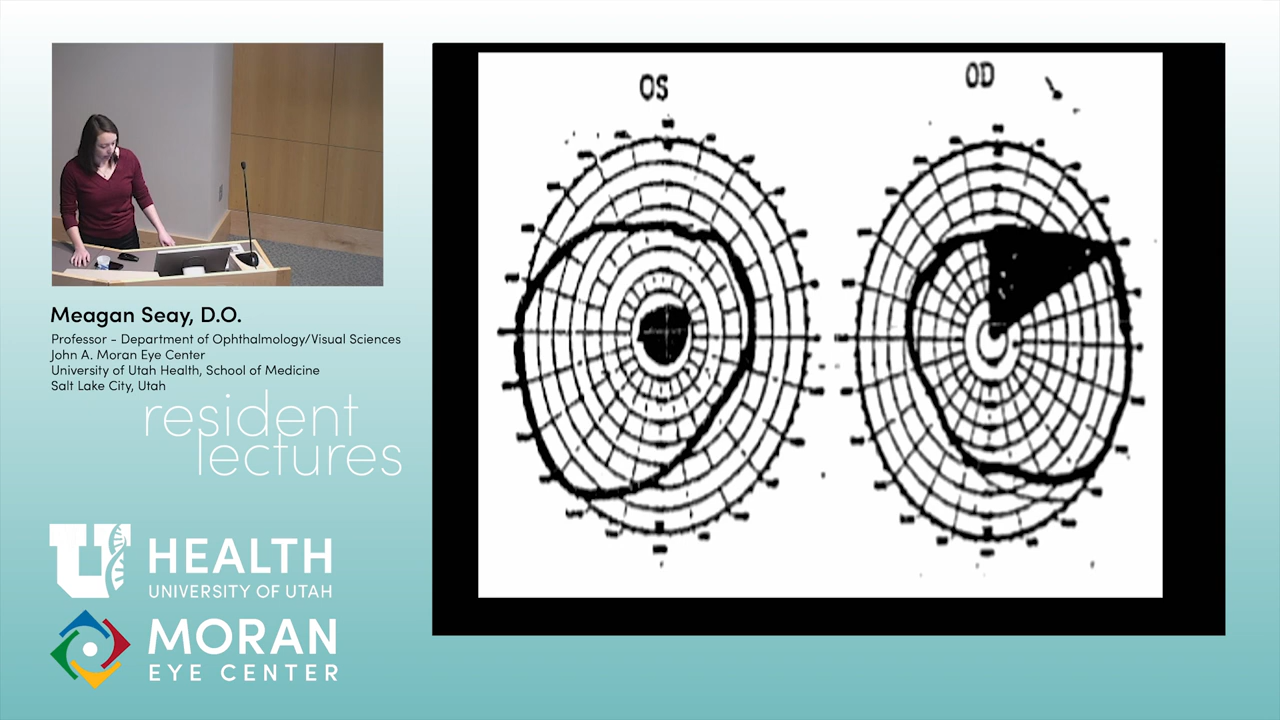 OS
OD
Meagan Seay, D.O.
Professor – Department of Ophthalmology/Visual Sciences
John A. Moran Eye Center
University of Utah Health, School of Medicine
Salt Lake City, Utah
resident
lectures
U
HEALTH
UNIVERSITY OF UTAH
MORAN
EYE CENTER